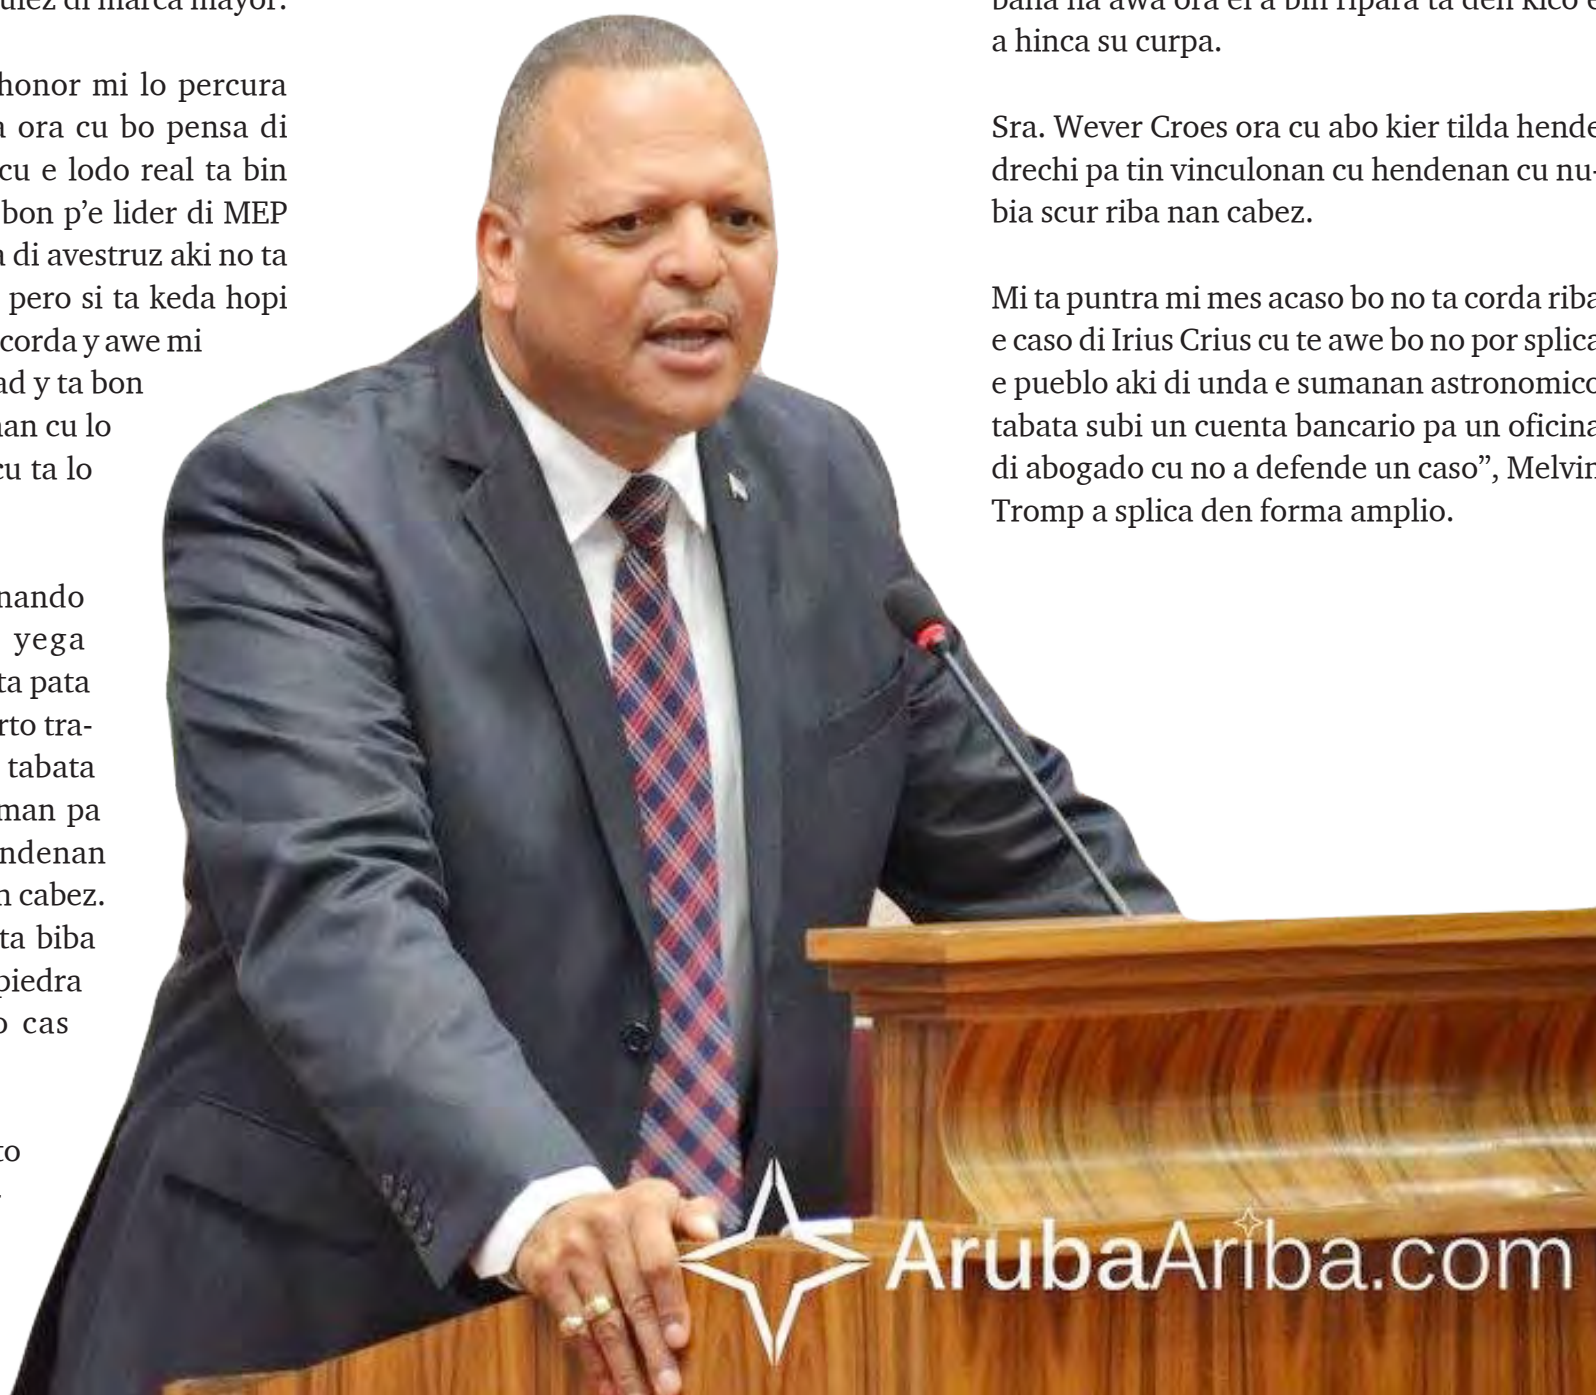 di marca mayor.
honor mi lo percura
a ora cu bo pensa di
cu e lodo real ta bin
bon p’e lider di MEP
di avestruz aki no ta
pero si ta keda hopi
corda y awe mi
y ta bon
cu lo
cu ta lo
yega
ta pata
tra-
tabata
man pa
cabez.
ta biba
piedra
cas
a hinca su curpa.
Sra. Wever Croes ora cu abo kier tilda hende
drechi pa tin vinculonan cu hendenan cu nu-
bia scur riba nan cabez.
Mi ta puntra mi mes acaso bo no ta corda riba
e caso di Irius Crius cu te awe bo no por splica
e pueblo aki di unda e sumanan astronomico
tabata subi un cuenta bancario pa un oficina
di abogado cu no a defende un caso”, Melvin
Tromp a splica den forma amplio.
ArubaAriba.com